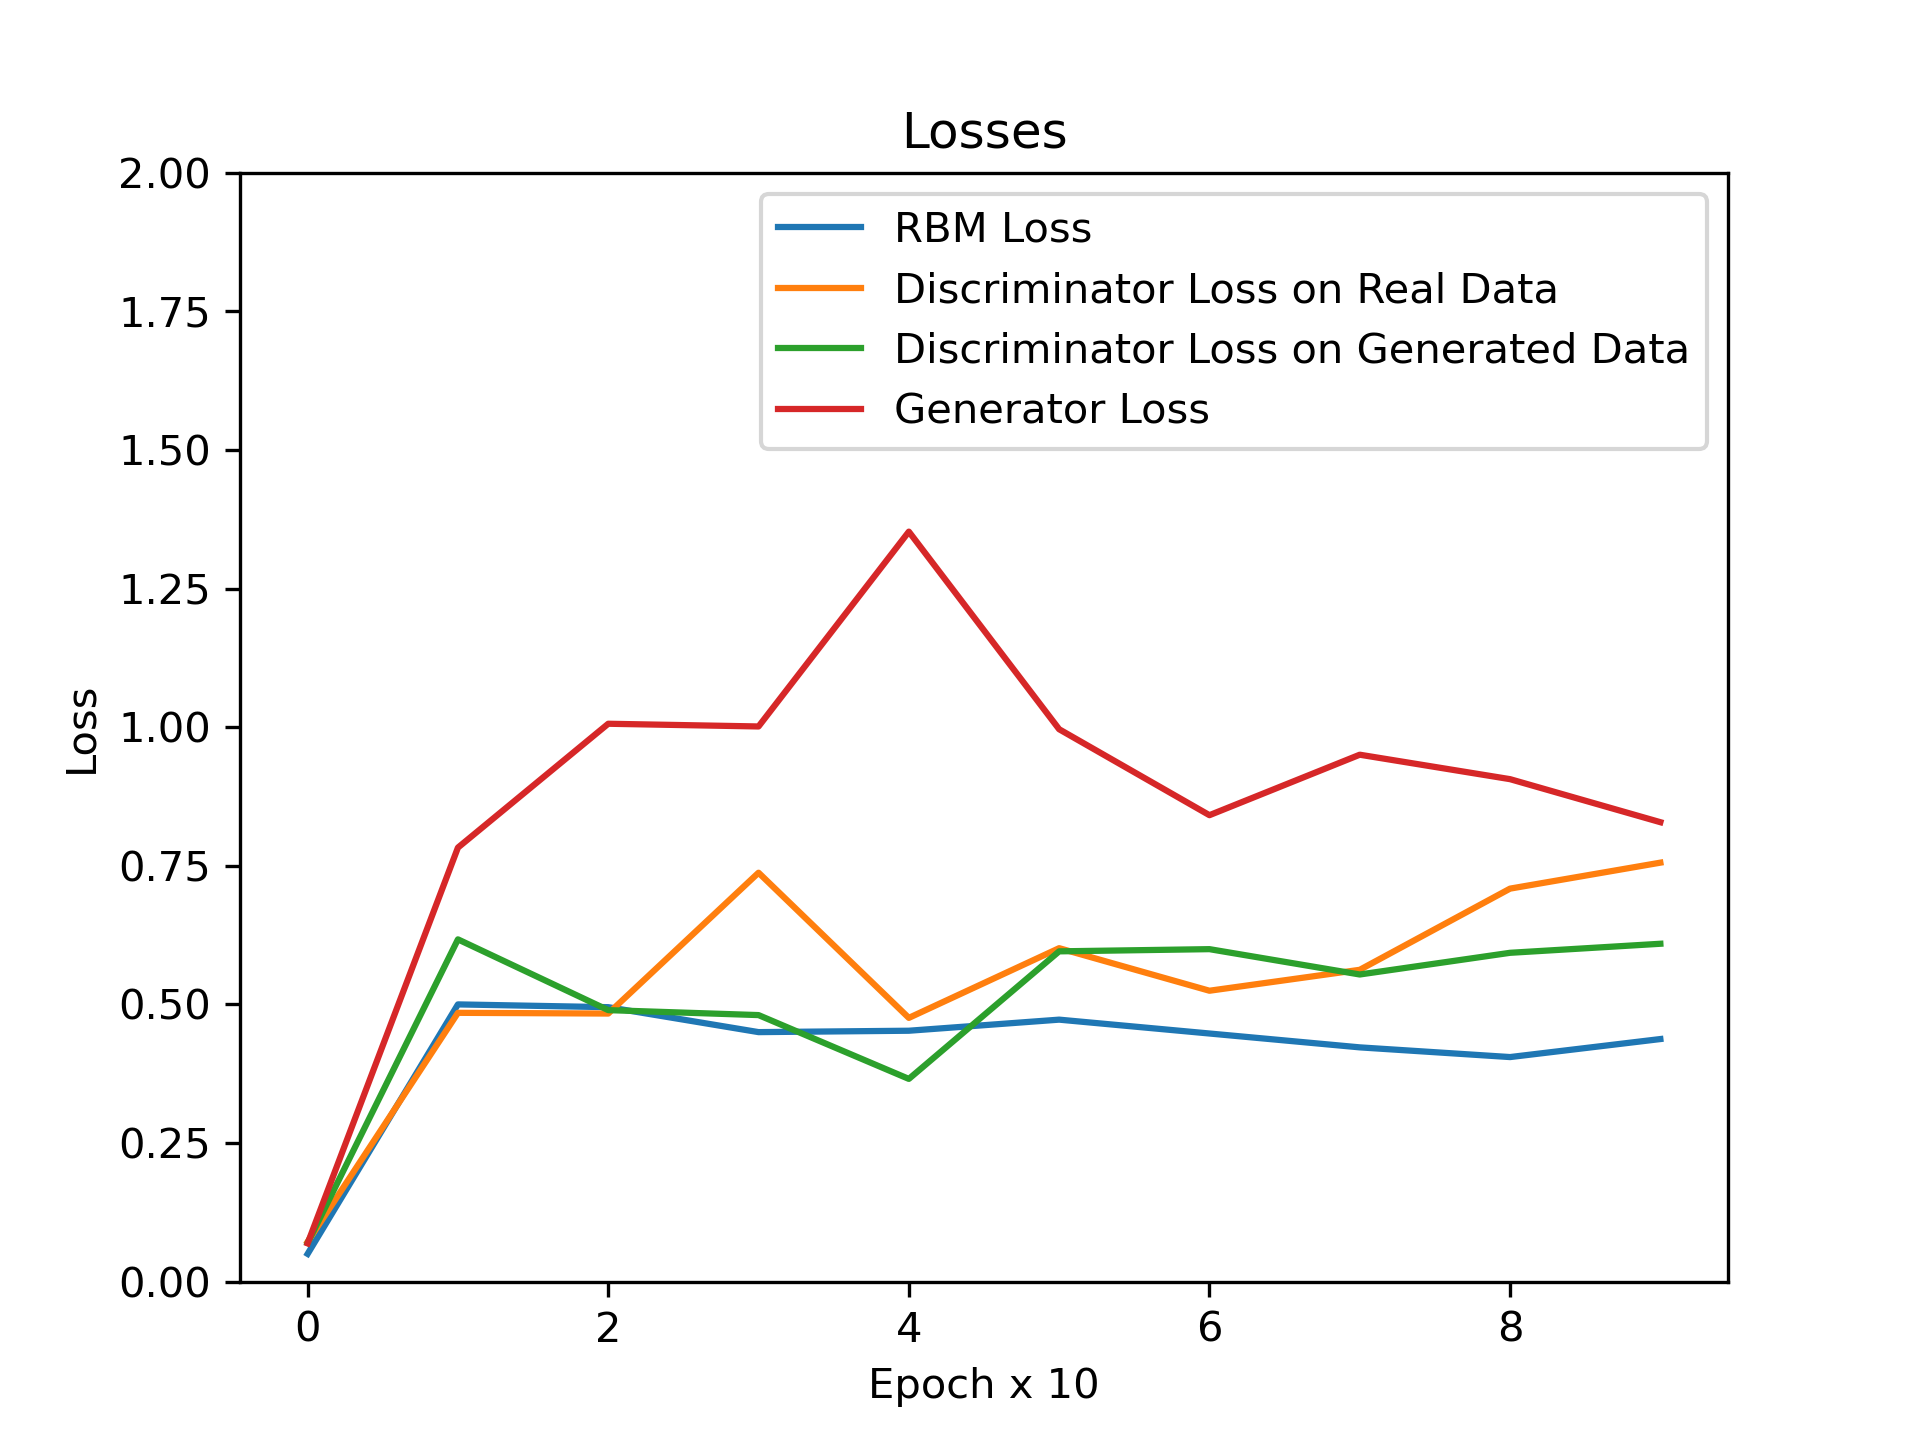 Losses
2.00
1.75
1.50
1.25
1.00
0.75
0.50
0.25
0.00
Loss
RBM Loss
Discriminator Loss on Real Data
Discriminator Loss on Generated Data
Generator Loss
0 2 4 6 8
Epoch x 10